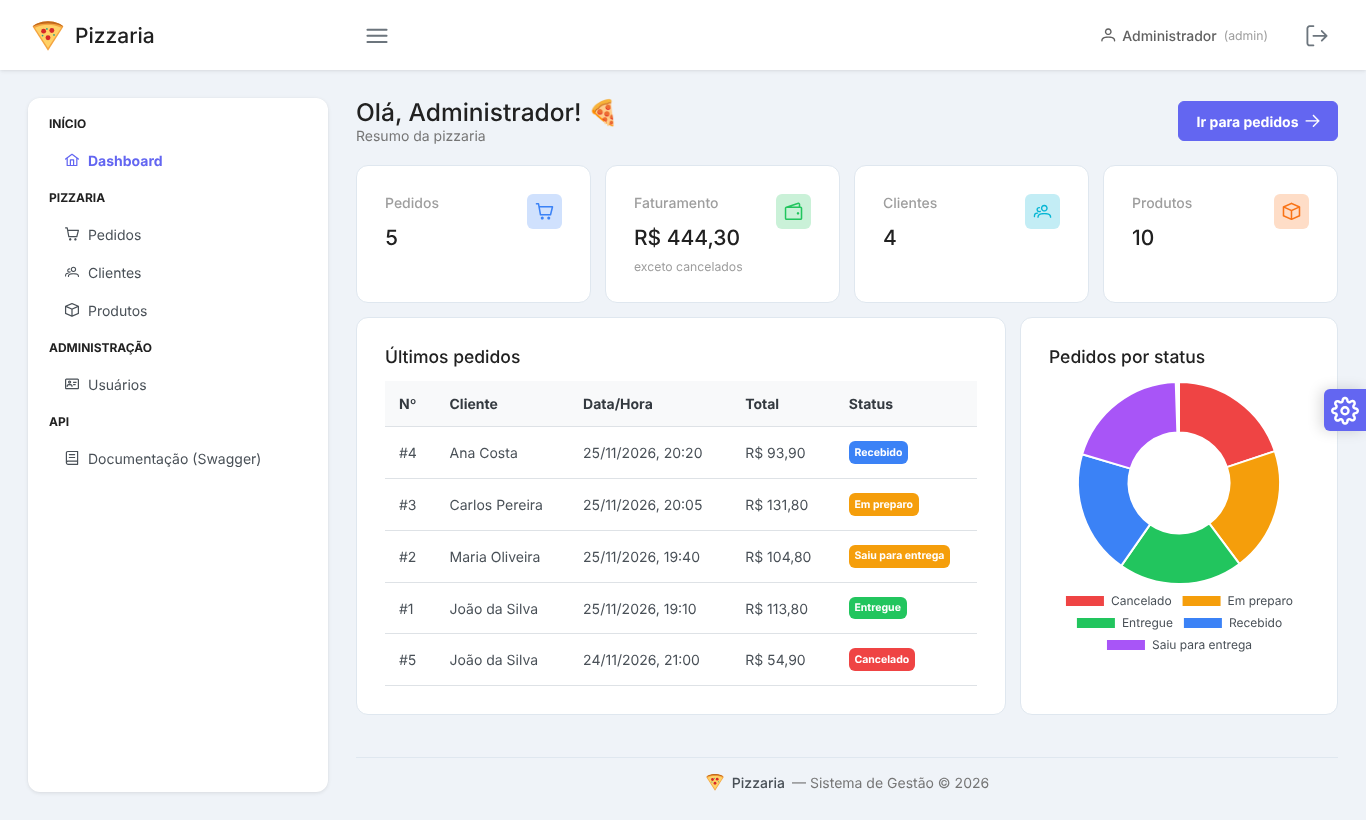 Pizzaria
Administrador (admin)
INÍCIO
Dashboard
PIZZARIA
Pedidos
Clientes
Produtos
ADMINISTRAÇÃO
Usuários
API
Documentação (Swagger)
Olá, Administrador!
Resumo da pizzaria
Ir para pedidos
Pedidos
5
Faturamento
R$ 444,30
exceto cancelados
Clientes
4
Produtos
10
Últimos pedidos
Nº Cliente Data/Hora Total Status
#4 Ana Costa 25/11/2026, 20:20 R$ 93,90 Recebido
#3 Carlos Pereira 25/11/2026, 20:05 R$ 131,80 Em preparo
#2 Maria Oliveira 25/11/2026, 19:40 R$ 104,80 Saiu para entrega
#1 João da Silva 25/11/2026, 19:10 R$ 113,80 Entregue
#5 João da Silva 24/11/2026, 21:00 R$ 54,90 Cancelado
Pedidos por status
Cancelado Em preparo
Entregue Recebido
Saiu para entrega
Pizzaria — Sistema de Gestão © 2026